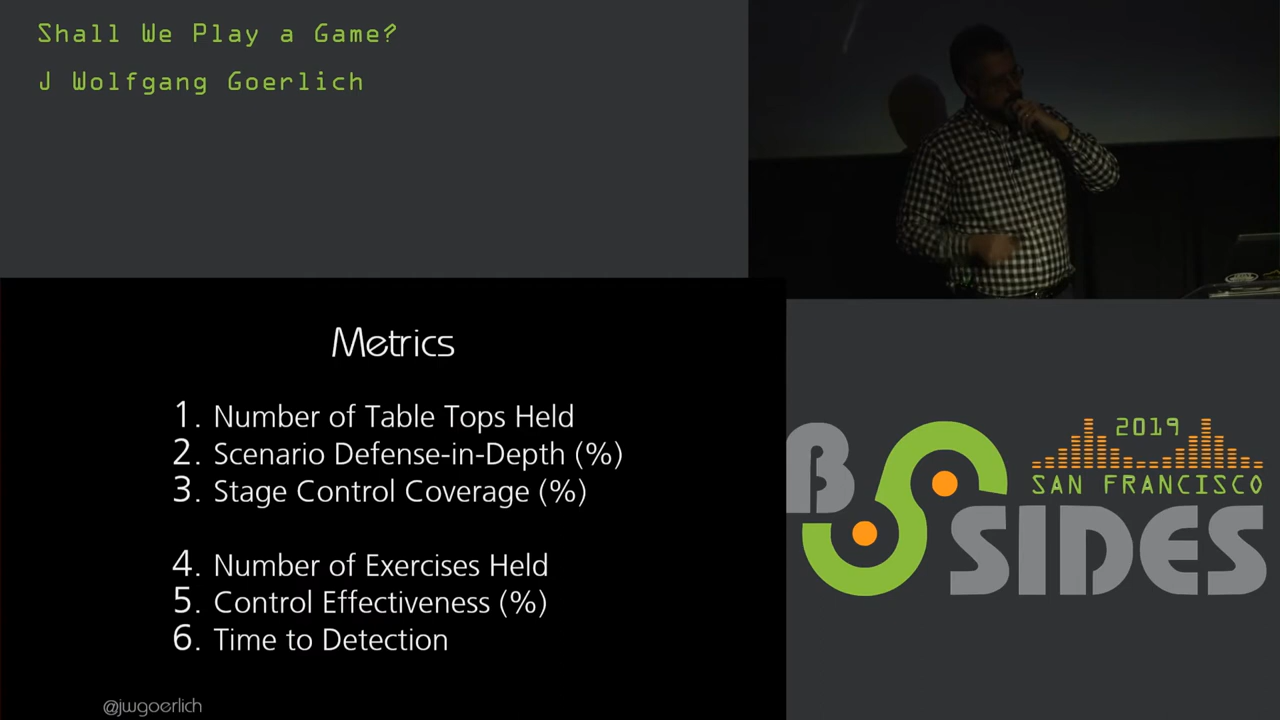 Shall We Play a Game?
J Wolfgang Goerlich
Metrics
1. Number of Table Tops Held
2. Scenario Defense-in-Depth (%)
3. Stage Control Coverage (%)
4. Number of Exercises Held
5. Control Effectiveness (%)
6. Time to Detection
@jwgoerlich
2019
SAN FRANCISCO
B
SIDES